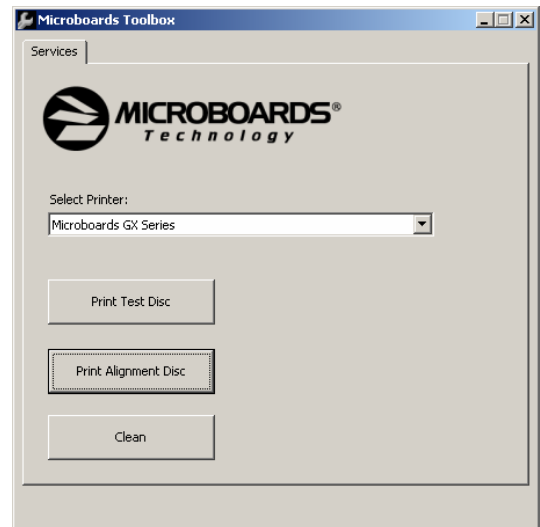 Microboards Toolbox
Services
MICROBOARDS®
Technology
Select Printer:
Microboards GX Series
Print Test Disc
Print Alignment Disc
Clean